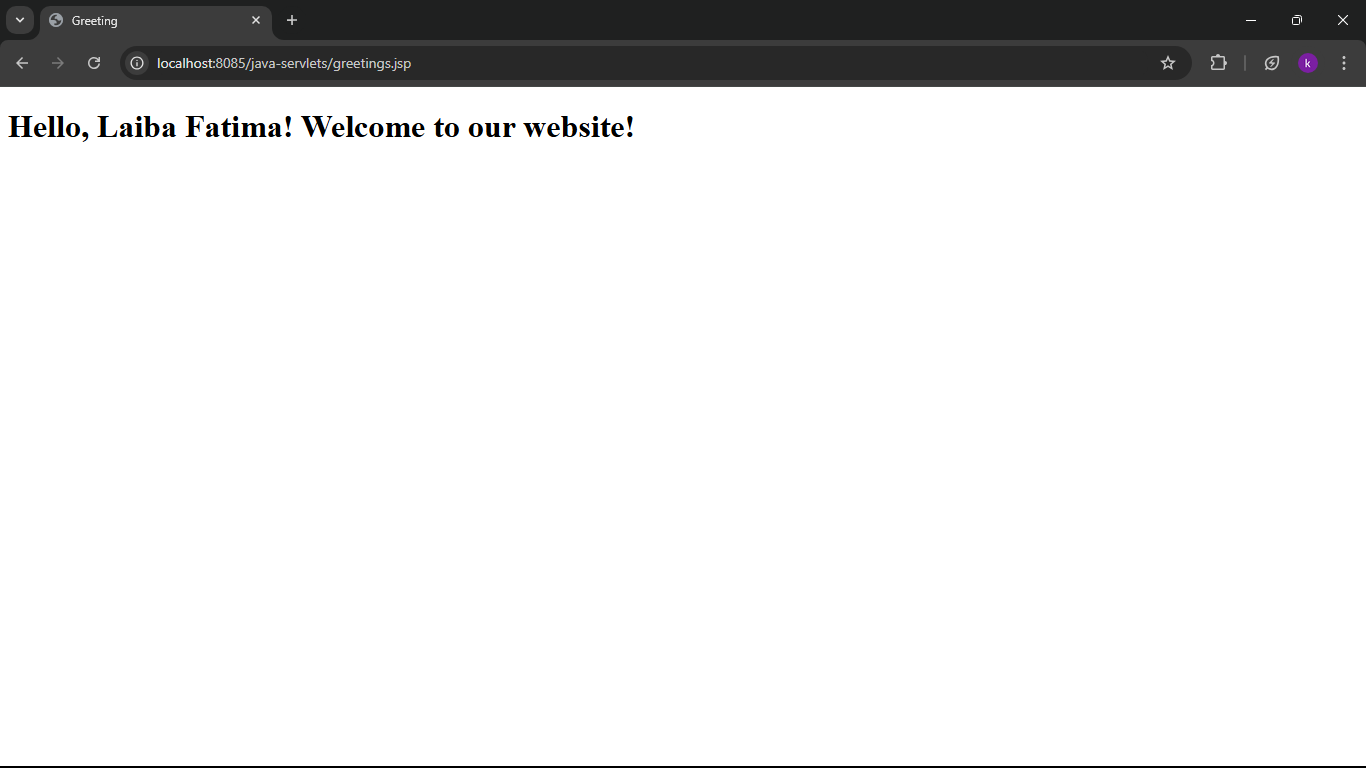 Greeting
localhost:8085/java-servlets/greetings.jsp
k
Hello, Laiba Fatima! Welcome to our website!